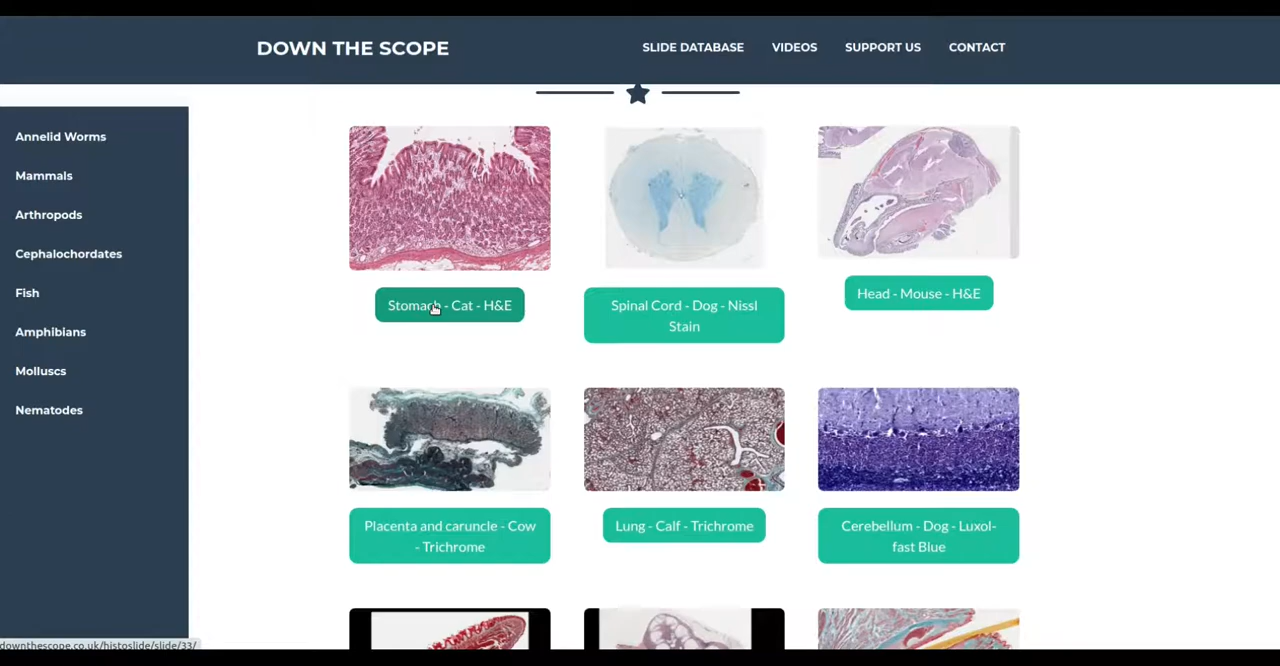 DOWN THE SCOPE
SLIDE DATABASE
VIDEOS
SUPPORT US
CONTACT
Annelid Worms
Mammals
Arthropods
Cephalochordates
Fish
Amphibians
Molluscs
Nematodes
Stomach - Cat - H&E
Spinal Cord - Dog - Nissl
Stain
Head - Mouse - H&E
Placenta and caruncle - Cow
- Trichrome
Lung - Calf - Trichrome
Cerebellum - Dog - Luxol-
fast Blue
downthescope.co.uk/histoslide/slide/33/